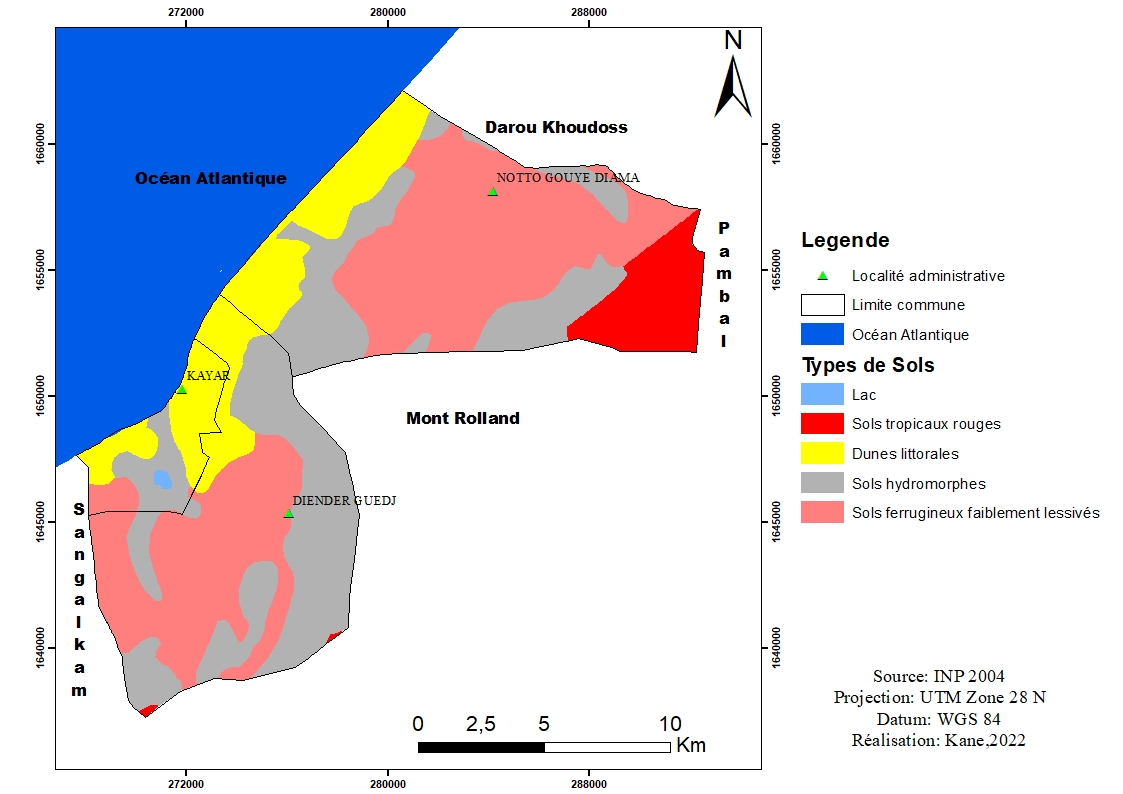 272000
280000
288000
N
1660000
1660000
Darou Khoudoss
Océan Atlantique
NOTTO GOUYE DIAMA
Pambal
1655000
1655000
KAYAR
1650000
1650000
Mont Rolland
DIENDER GUEDJ
Sangalkam
1645000
1645000
1640000
1640000
0 2,5 5 10
Km
272000
280000
288000
Legende
Localité administrative
Limite commune
Océan Atlantique
Types de Sols
Lac
Sols tropicaux rouges
Dunes littorales
Sols hydromorphes
Sols ferrugineux faiblement lessivés
Source: INP 2004
Projection: UTM Zone 28 N
Datum: WGS 84
Réalisation: Kane,2022